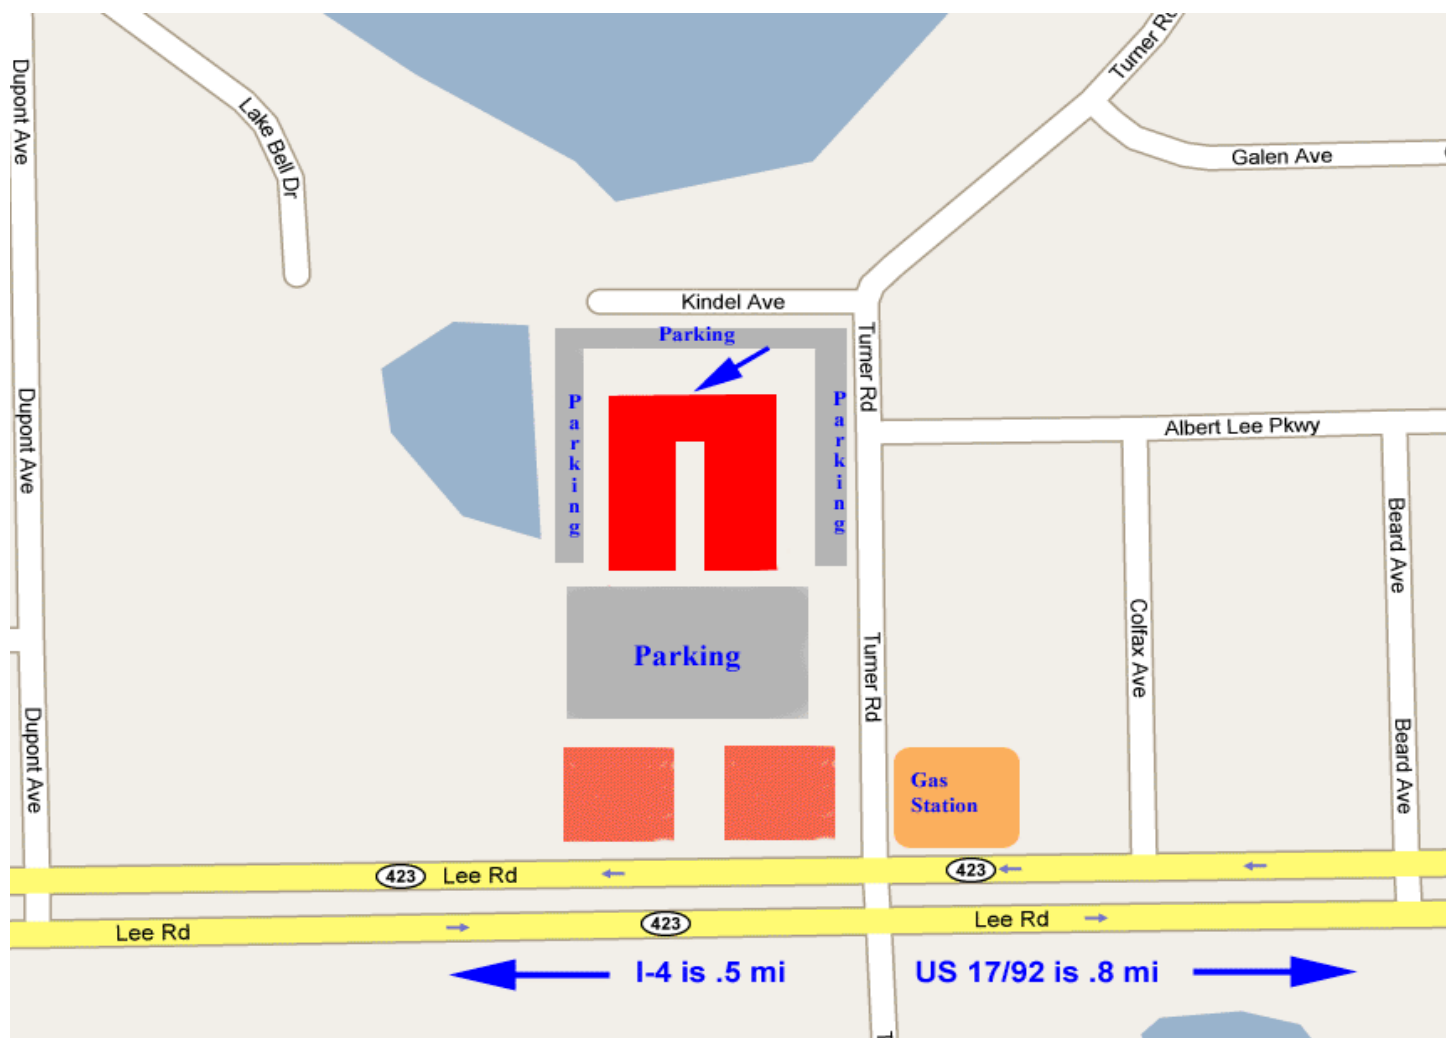 Turner Rd
Dupont Ave
Lake Bell Dr
Galen Ave
Kindel Ave
Parking
Turner Rd
Parking
Parking
Dupont Ave
Albert Lee Pkwy
Beard Ave
Colfax Ave
Parking
Turner Rd
Dupont Ave
Beard Ave
Gas
Station
423
Lee Rd
423
Lee Rd
423
Lee Rd
I-4 is .5 mi
US 17/92 is .8 mi